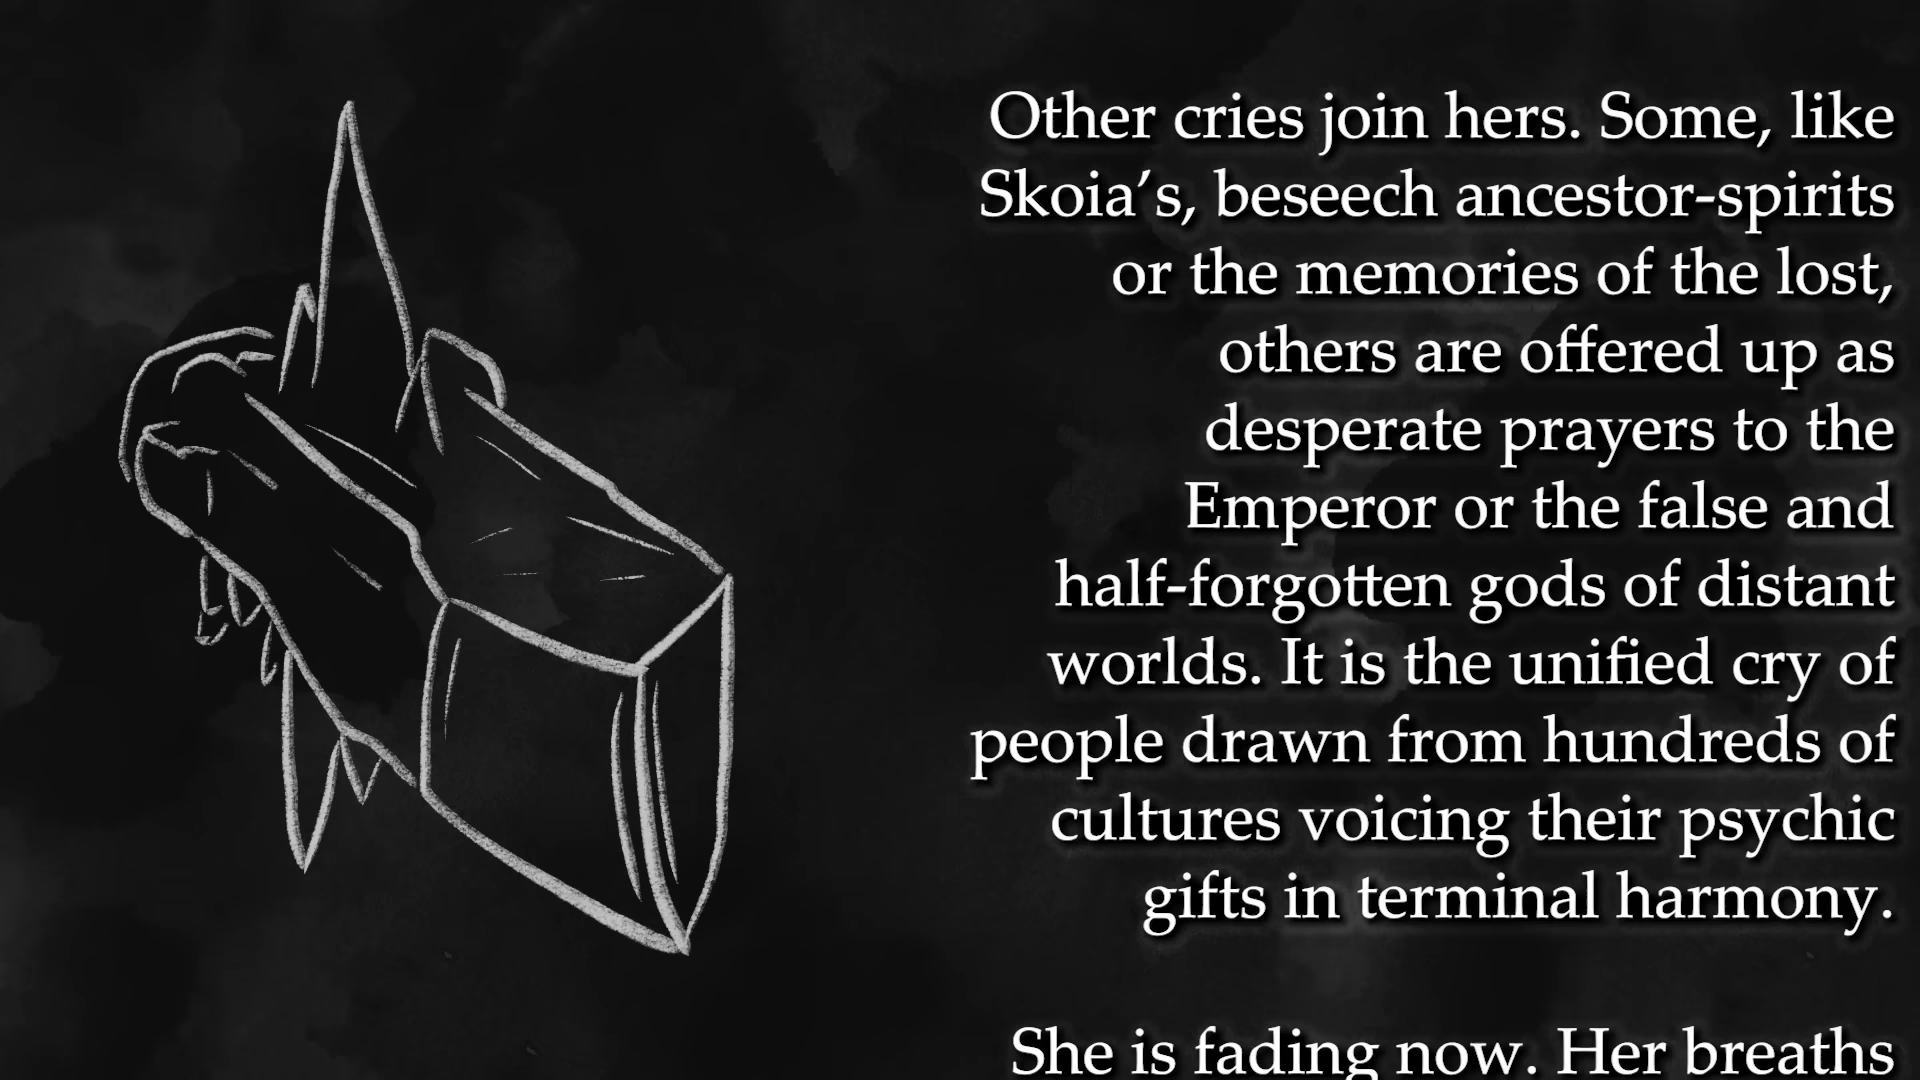 Other cries join hers. Some, like
Skoia’s, beseech ancestor-spirits
or the memories of the lost,
others are offered up as
desperate prayers to the
Emperor or the false and
half-forgotten gods of distant
worlds. It is the unified cry of
people drawn from hundreds of
cultures voicing their psychic
gifts in terminal harmony.
She is fading now. Her breaths